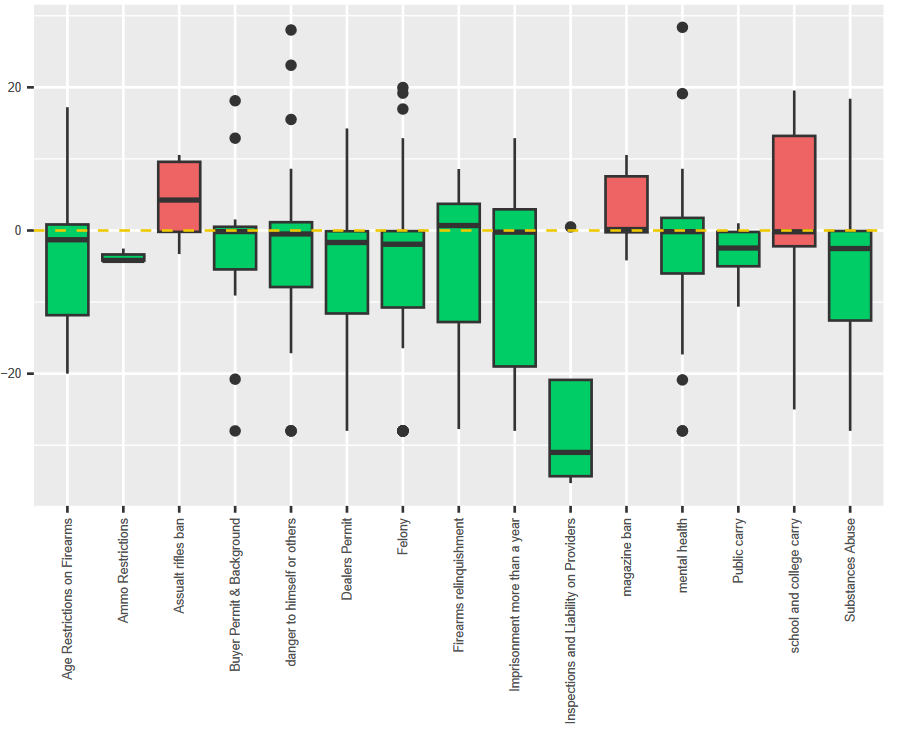 20
0
−20
Age Restrictions on Firearms
Ammo Restrictions
Assualt rifles ban
Buyer Permit & Background
danger to himself or others
Dealers Permit
Felony
Firearms relinquishment
Imprisonment more than a year
Inspections and Liability on Providers
magazine ban
mental health
Public carry
school and college carry
Substances Abuse